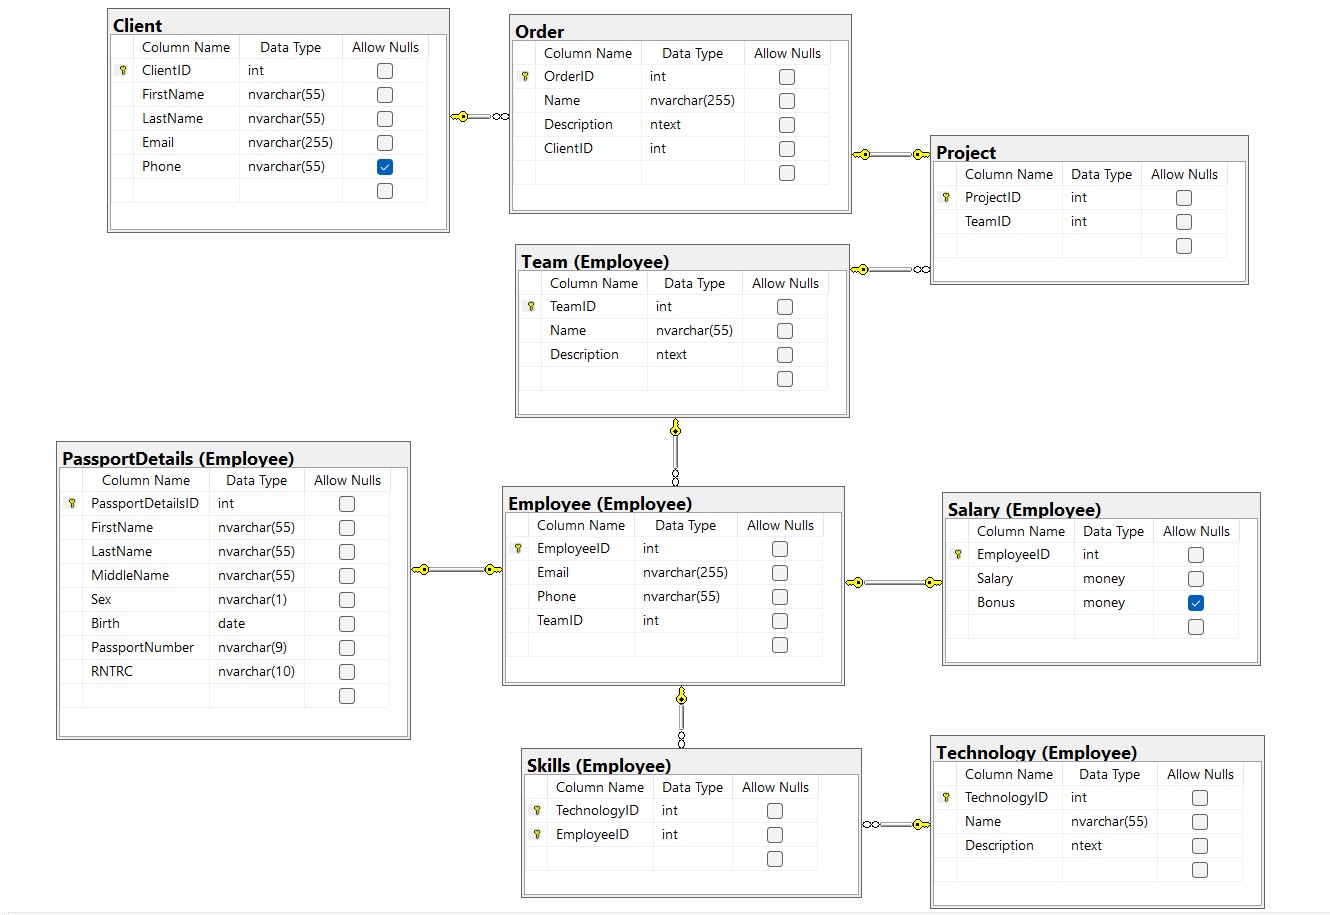 Client
Column Name Data Type Allow Nulls
ClientID int
FirstName nvarchar(55)
LastName nvarchar(55)
Email nvarchar(255)
Phone nvarchar(55)
Order
Column Name Data Type Allow Nulls
OrderID int
Name nvarchar(255)
Description ntext
ClientID int
Project
Column Name Data Type Allow Nulls
ProjectID int
TeamID int
Team (Employee)
Column Name Data Type Allow Nulls
TeamID int
Name nvarchar(55)
Description ntext
PassportDetails (Employee)
Column Name Data Type Allow Nulls
PassportDetailsID int
FirstName nvarchar(55)
LastName nvarchar(55)
MiddleName nvarchar(55)
Sex nvarchar(1)
Birth date
PassportNumber nvarchar(9)
RNTRC nvarchar(10)
Employee (Employee)
Column Name Data Type Allow Nulls
EmployeeID int
Email nvarchar(255)
Phone nvarchar(55)
TeamID int
Salary (Employee)
Column Name Data Type Allow Nulls
EmployeeID int
Salary money
Bonus money
Skills (Employee)
Column Name Data Type Allow Nulls
TechnologyID int
EmployeeID int
Technology (Employee)
Column Name Data Type Allow Nulls
TechnologyID int
Name nvarchar(55)
Description ntext